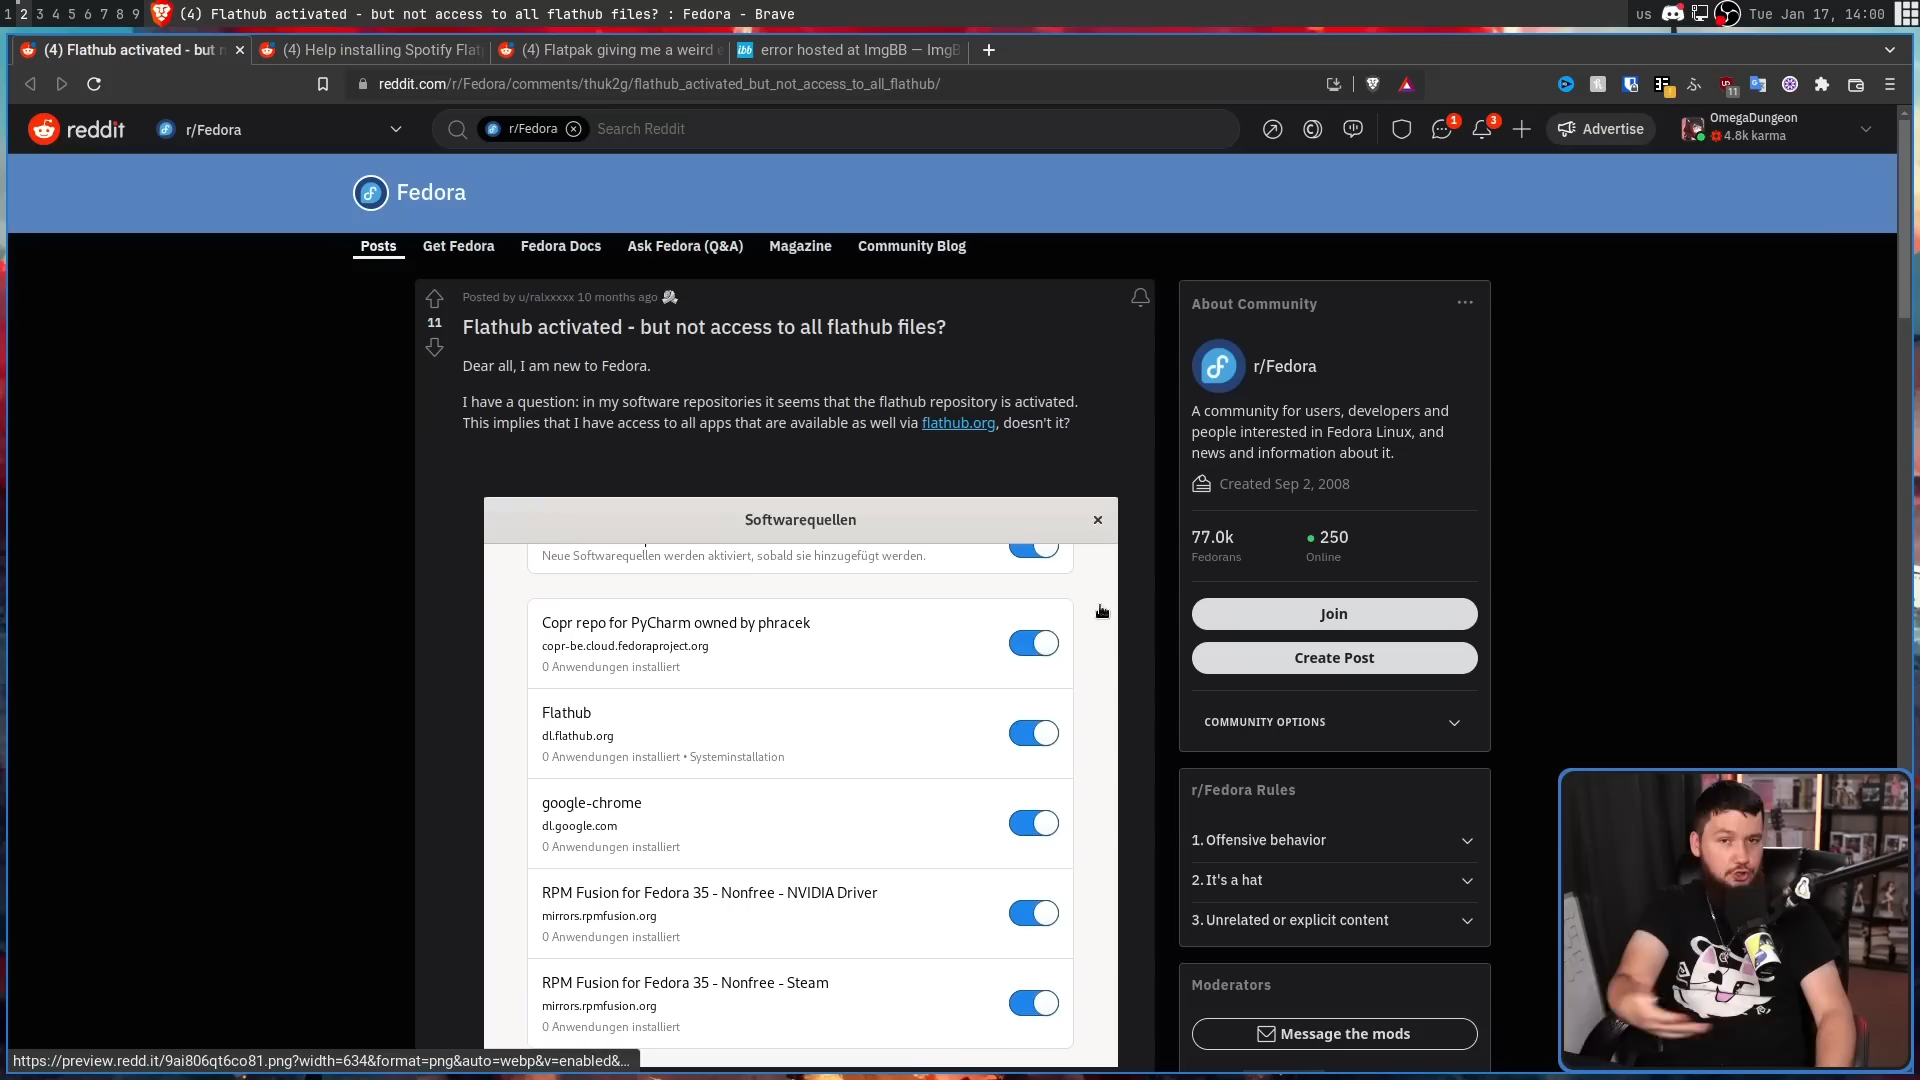 1 2 3 4 5 6 7 8 9 (4) Flathub activated - but not access to all flathub files? : Fedora - Brave us Tue Jan 17, 14:00
(4) Flathub activated - but n (4) Help installing Spotify Flat (4) Flatpak giving me a weird e ibb error hosted at ImgBB — ImgB
reddit.com/r/Fedora/comments/thuk2g/flathub_activated_but_not_access_to_all_flathub/ 11
reddit r/Fedora r/Fedora Search Reddit 1 3 Advertise OmegaDungeon
4.8k karma
Fedora
Posts Get Fedora Fedora Docs Ask Fedora (Q&A) Magazine Community Blog
Posted by u/ralxxxxx 10 months ago
11
Flathub activated - but not access to all flathub files?
Dear all, I am new to Fedora.
I have a question: in my software repositories it seems that the flathub repository is activated.
This implies that I have access to all apps that are available as well via flathub.org, doesn't it?
Softwarequellen
Neue Softwarequellen werden aktiviert, sobald sie hinzugefügt werden.
Copr repo for PyCharm owned by phracek
copr-be.cloud.fedoraproject.org
0 Anwendungen installiert
Flathub
dl.flathub.org
0 Anwendungen installiert • Systeminstallation
google-chrome
dl.google.com
0 Anwendungen installiert
RPM Fusion for Fedora 35 - Nonfree - NVIDIA Driver
mirrors.rpmfusion.org
0 Anwendungen installiert
RPM Fusion for Fedora 35 - Nonfree - Steam
mirrors.rpmfusion.org
0 Anwendungen installiert
About Community
r/Fedora
A community for users, developers and
people interested in Fedora Linux, and
news and information about it.
Created Sep 2, 2008
77.0k 250
Fedorans Online
Join
Create Post
COMMUNITY OPTIONS
r/Fedora Rules
1. Offensive behavior
2. It's a hat
3. Unrelated or explicit content
Moderators
Message the mods
https://preview.redd.it/9ai806qt6co81.png?width=634&format=png&auto=webp&v=enabled&...